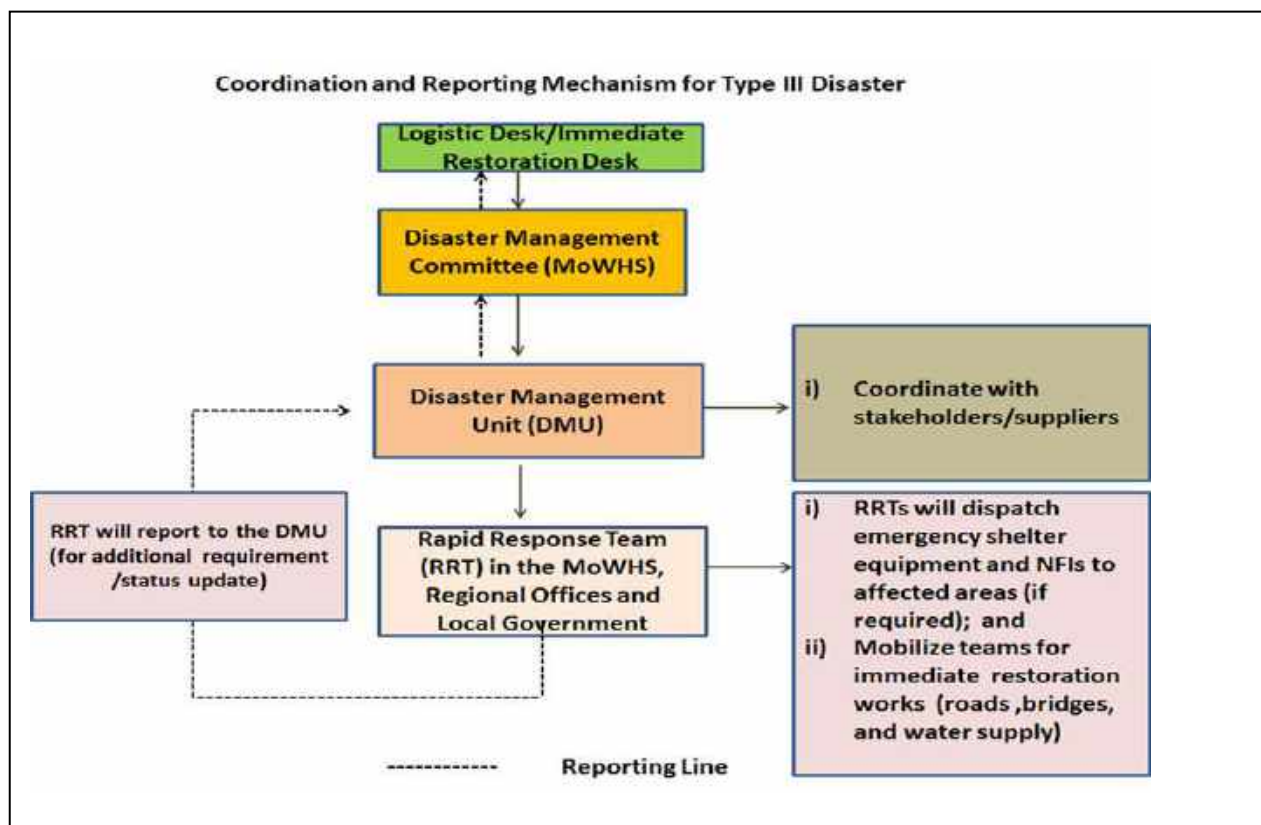 Coordination and Reporting Mechanism for Type III Disaster
Logistic Desk/Immediate
Restoration Desk
Disaster Management
Committee (MoWHS)
Disaster Management
Unit (DMU)
i) Coordinate with
stakeholders/suppliers
RRT will report to the DMU
(for additional requirement
/status update)
Rapid Response Team
(RRT) in the MoWHS,
Regional Offices and
Local Government
i) RRTs will dispatch
emergency shelter
equipment and NFIs to
affected areas (if
required); and
ii) Mobilize teams for
immediate restoration
works (roads ,bridges,
and water supply)
Reporting Line